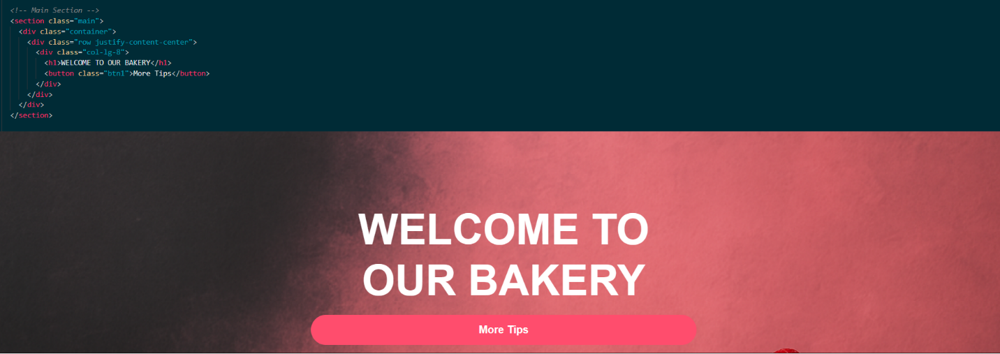 <!-- Main Section -->
<section class="main">
<div class="container">
<div class="row justify-content-center">
<div class="col-lg-8">
<h1>WELCOME TO OUR BAKERY</h1>
<button class="btn1">More Tips</button>
</div>
</div>
</div>
</section>
WELCOME TO
OUR BAKERY
More Tips